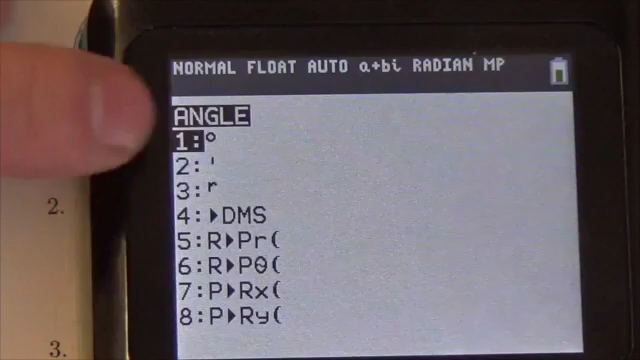 NORMAL FLOAT AUTO a+bi RADIAN MP
ANGLE
1:°
2:'
3:ʳ
4:▶DMS
5:R▶Pr(
6:R▶Pθ(
7:P▶Rx(
8:P▶Ry(
2.
3.